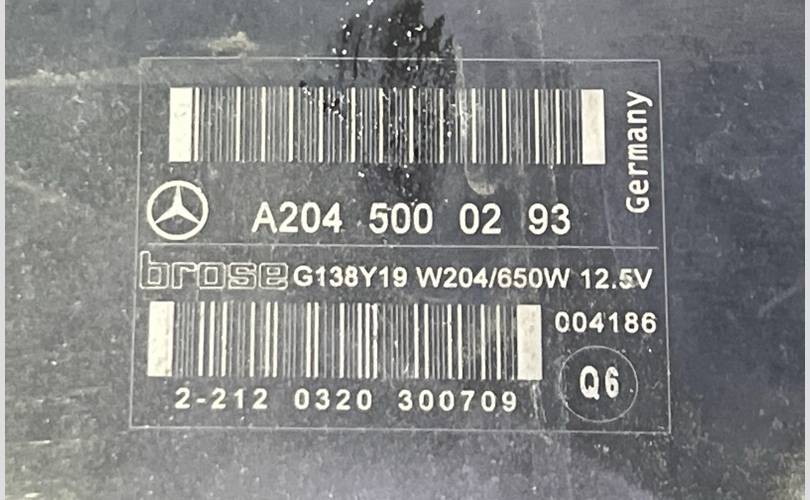 Germany
A204 500 02 93
brose G138Y19 W204/650W 12.5V
004186
Q6
2-212 0320 300709